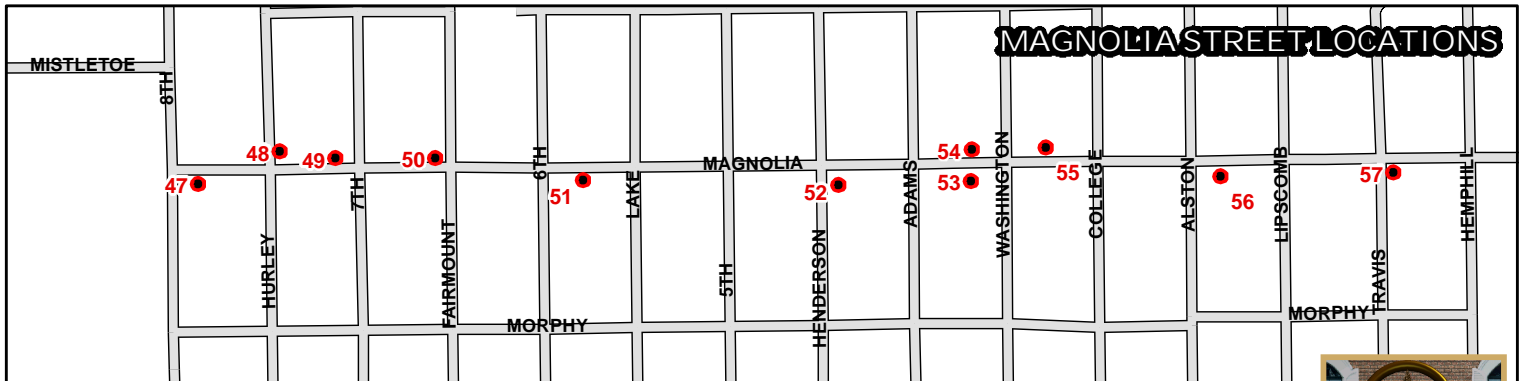 MAGNOLIA STREET LOCATIONS
MISTLETOE
8TH
48
49
50
6TH
MAGNOLIA
54
WASHINGTON
55
COLLEGE
47
7TH
51
LAKE
52
ADAMS
53
ALSTON
56
LIPSCOMB
57
HEMPHILL
HURLEY
FAIRMOUNT
5TH
HENDERSON
TRAVIS
MORPHY
MORPHY